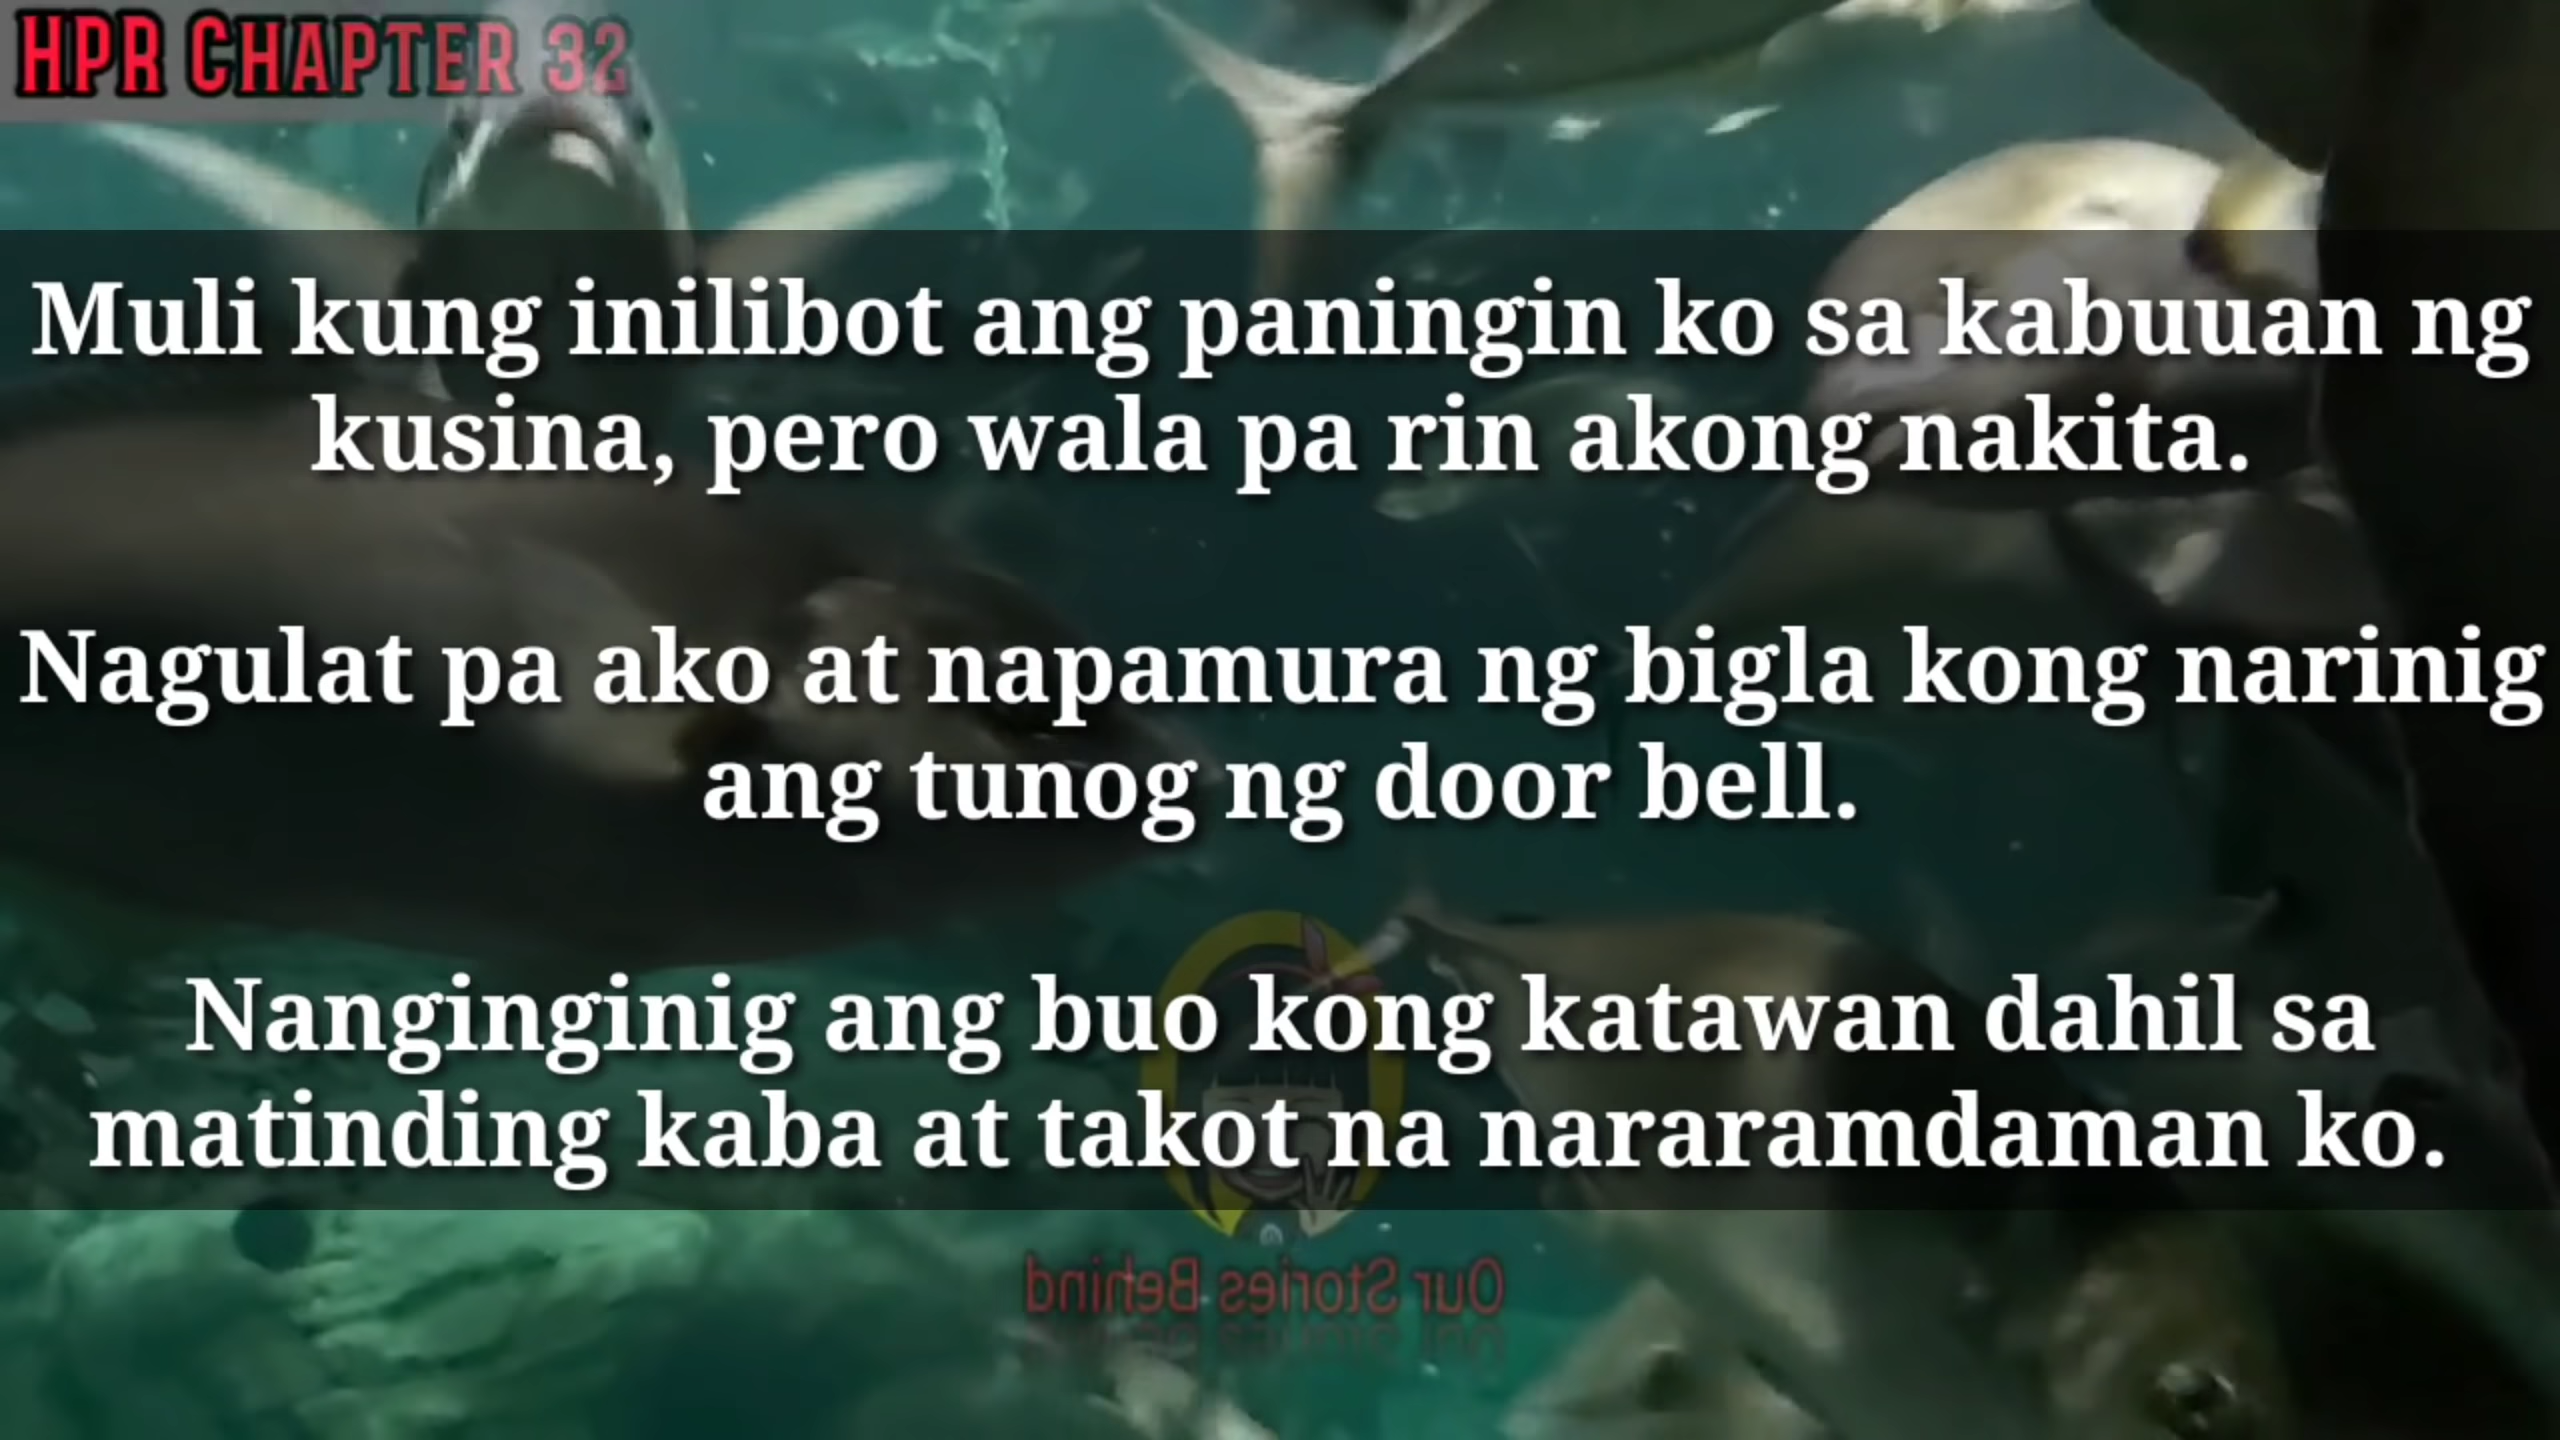 HPR CHAPTER 32
Muli kung inilibot ang paningin ko sa kabuuan ng
kusina, pero wala pa rin akong nakita.
Nagulat pa ako at napamura ng bigla kong narinig
ang tunog ng door bell.
Nanginginig ang buo kong katawan dahil sa
matinding kaba at takot na nararamdaman ko.
Our Stories Behind